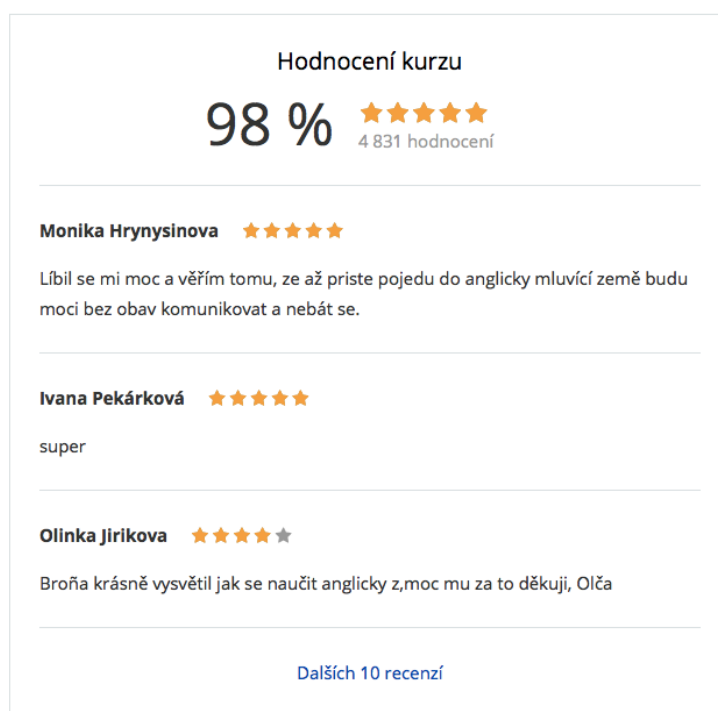 Hodnocení kurzu
98 %
4 831 hodnocení
Monika Hrynysinova
Líbil se mi moc a věřím tomu, ze až priste pojedu do anglicky mluvící země budu
moci bez obav komunikovat a nebát se.
Ivana Pekárková
super
Olinka Jirikova
Broňa krásně vysvětil jak se naučit anglicky z,moc mu za to děkuji, Olča
Dalších 10 recenzí